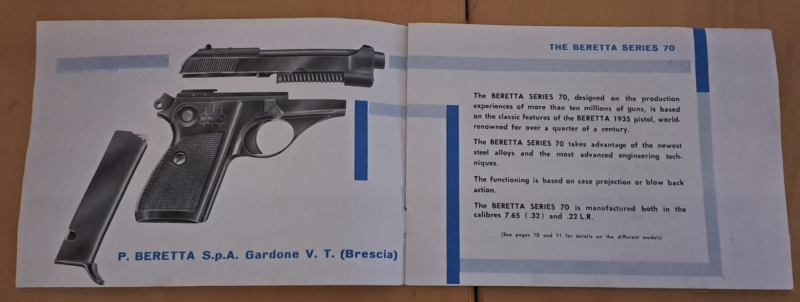 P. BERETTA S.p.A. Gardone V. T. (Brescia)
THE BERETTA SERIES 70
The BERETTA SERIES 70, designed on the production
experiences of more than ten millions of guns, is based
on the classic features of the BERETTA 1935 pistol, world-
renowned for over a quarter of a century.
The BERETTA SERIES 70 takes advantage of the newest
steel alloys and the most advanced engineering tech-
niques.
The functioning is based on case projection or blow back
action.
The BERETTA SERIES 70 is manufactured both in the
calibres 7.65 (.32) and .22 L.R.
(See pages 10 and 11 for details on the different models)